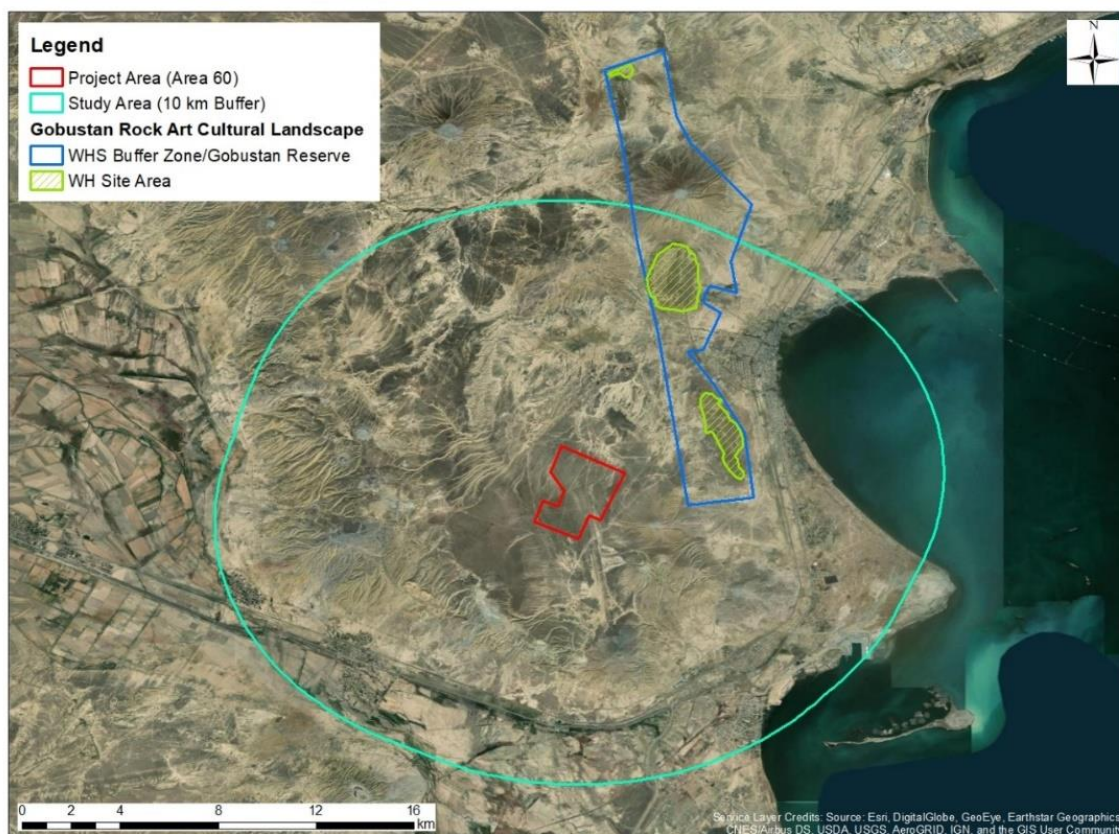 Legend
Project Area (Area 60)
Study Area (10 km Buffer)
Gobustan Rock Art Cultural Landscape
WHS Buffer Zone/Gobustan Reserve
WH Site Area
N
0 2 4 8 12 16
km
Service Layer Credits: Source: Esri, DigitalGlobe, GeoEye, Earthstar Geographic
CNES/Airbus DS, USDA, USGS, AeroGRID, IGN, and the GIS User Commun